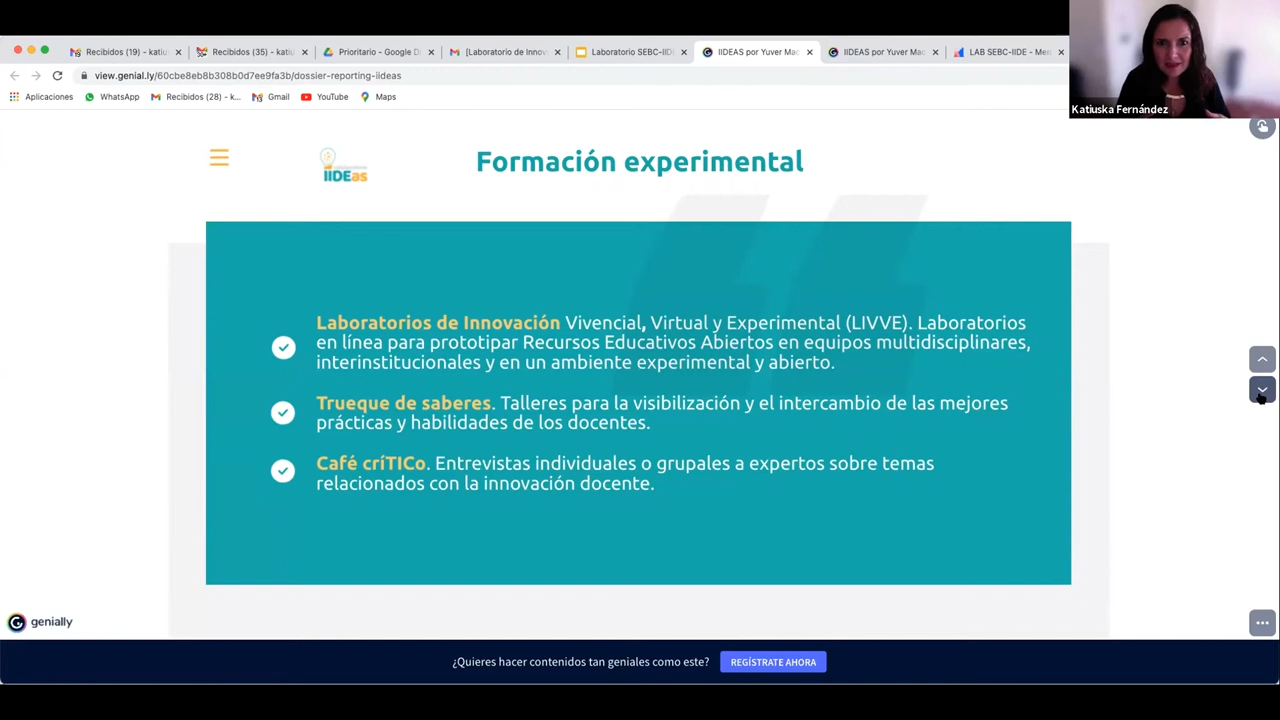 Recibidos (19) - katius
Recibidos (35) - katiu
Prioritario - Google D
[Laboratorio de Innov
Laboratorio SEBC-IIDE
IIDEAS por Yuver Mac
IIDEAS por Yuver Mac
LAB SEBC-IIDE - Men
view.genial.ly/60cbe8eb8b308b0d7ee9fa3b/dossier-reporting-iideas
Aplicaciones
WhatsApp
Recibidos (28) - k...
Gmail
YouTube
Maps
Katiuska Fernández
IIDEas
Formación experimental
Laboratorios de Innovación Vivencial, Virtual y Experimental (LIVVE). Laboratorios
en línea para prototipar Recursos Educativos Abiertos en equipos multidisciplinares,
interinstitucionales y en un ambiente experimental y abierto.
Trueque de saberes. Talleres para la visibilización y el intercambio de las mejores
prácticas y habilidades de los docentes.
Café críTICo. Entrevistas individuales o grupales a expertos sobre temas
relacionados con la innovación docente.
genially
¿Quieres hacer contenidos tan geniales como este?
REGÍSTRATE AHORA